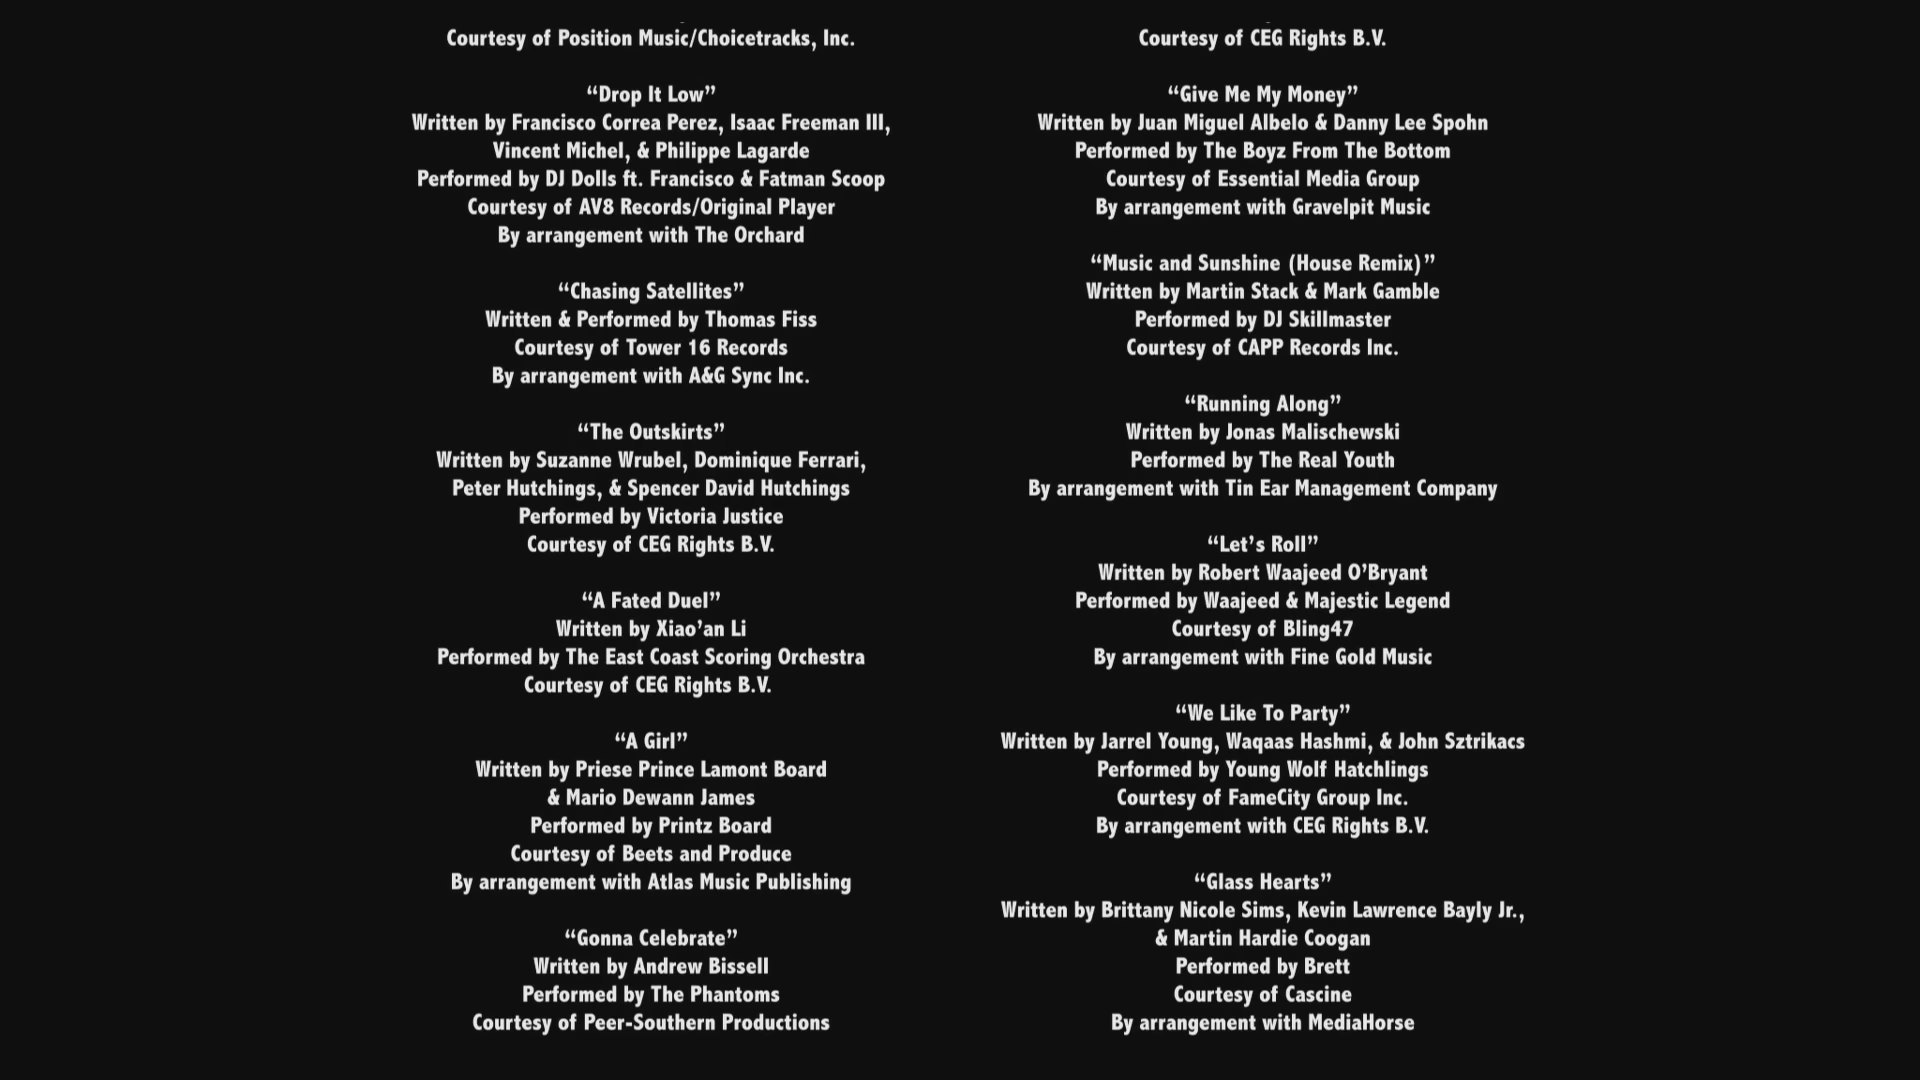 Courtesy of Position Music/Choicetracks, Inc.
“Drop It Low”
Written by Francisco Correa Perez, Isaac Freeman III,
Vincent Michel, & Philippe Lagarde
Performed by DJ Dolls ft. Francisco & Fatman Scoop
Courtesy of AV8 Records/Original Player
By arrangement with The Orchard
“Chasing Satellites”
Written & Performed by Thomas Fiss
Courtesy of Tower 16 Records
By arrangement with A&G Sync Inc.
“The Outskirts”
Written by Suzanne Wrubel, Dominique Ferrari,
Peter Hutchings, & Spencer David Hutchings
Performed by Victoria Justice
Courtesy of CEG Rights B.V.
“A Fated Duel”
Written by Xiao’an Li
Performed by The East Coast Scoring Orchestra
Courtesy of CEG Rights B.V.
“A Girl”
Written by Priese Prince Lamont Board
& Mario Dewann James
Performed by Printz Board
Courtesy of Beets and Produce
By arrangement with Atlas Music Publishing
“Gonna Celebrate”
Written by Andrew Bissell
Performed by The Phantoms
Courtesy of Peer-Southern Productions
Courtesy of CEG Rights B.V.
“Give Me My Money”
Written by Juan Miguel Albelo & Danny Lee Spohn
Performed by The Boyz From The Bottom
Courtesy of Essential Media Group
By arrangement with Gravelpit Music
“Music and Sunshine (House Remix)”
Written by Martin Stack & Mark Gamble
Performed by DJ Skillmaster
Courtesy of CAPP Records Inc.
“Running Along”
Written by Jonas Malischewski
Performed by The Real Youth
By arrangement with Tin Ear Management Company
“Let’s Roll”
Written by Robert Waajeed O’Bryant
Performed by Waajeed & Majestic Legend
Courtesy of Bling47
By arrangement with Fine Gold Music
“We Like To Party”
Written by Jarrel Young, Waqaas Hashmi, & John Sztrikacs
Performed by Young Wolf Hatchlings
Courtesy of FameCity Group Inc.
By arrangement with CEG Rights B.V.
“Glass Hearts”
Written by Brittany Nicole Sims, Kevin Lawrence Bayly Jr.,
& Martin Hardie Coogan
Performed by Brett
Courtesy of Cascine
By arrangement with MediaHorse